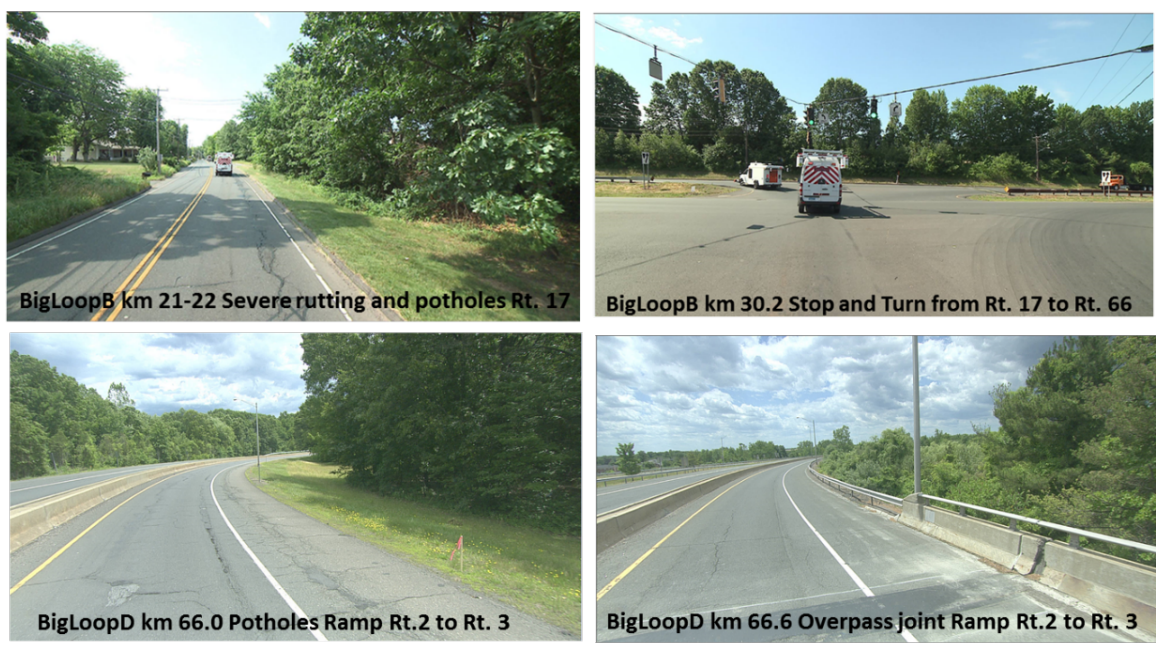 BigLoopB km 21-22 Severe rutting and potholes Rt. 17
BigLoopB km 30.2 Stop and Turn from Rt. 17 to Rt. 66
BigLoopD km 66.0 Potholes Ramp Rt.2 to Rt. 3
BigLoopD km 66.6 Overpass joint Ramp Rt.2 to Rt. 3